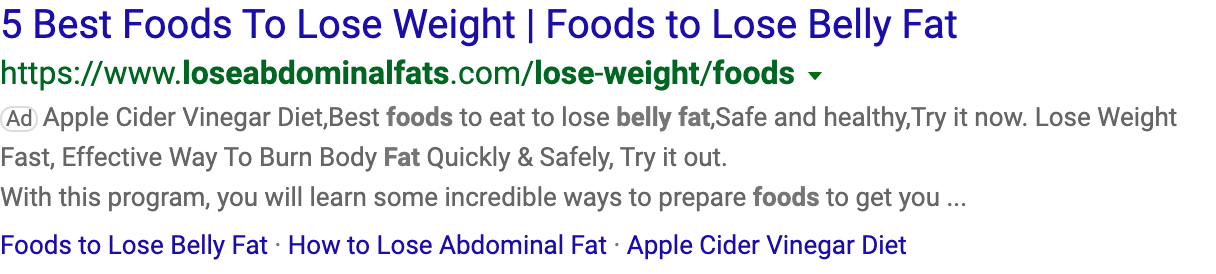 5 Best Foods To Lose Weight | Foods to Lose Belly Fat
https://www.loseabdominalfats.com/lose-weight/foods
Ad Apple Cider Vinegar Diet,Best foods to eat to lose belly fat,Safe and healthy,Try it now. Lose Weight
Fast, Effective Way To Burn Body Fat Quickly & Safely, Try it out.
With this program, you will learn some incredible ways to prepare foods to get you ...
Foods to Lose Belly Fat · How to Lose Abdominal Fat · Apple Cider Vinegar Diet